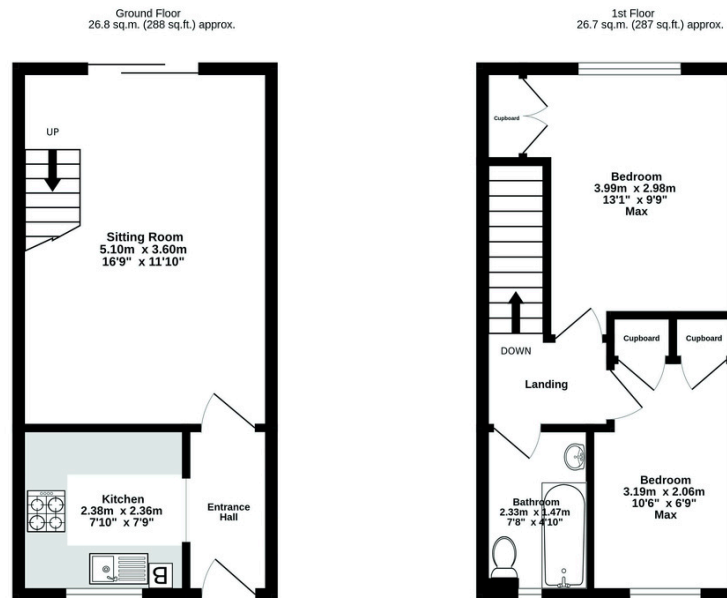 Ground Floor
26.8 sq.m. (288 sq.ft.) approx.
UP
Sitting Room
5.10m x 3.60m
16'9" x 11'10"
Kitchen
2.38m x 2.36m
7'10" x 7'9"
Entrance
Hall
B
1st Floor
26.7 sq.m. (287 sq.ft.) approx.
Cupboard
Bedroom
3.99m x 2.98m
13'1" x 9'9"
Max
DOWN
Landing
Cupboard
Cupboard
Bathroom
2.33m x 1.47m
7'8" x 4'10"
Bedroom
3.19m x 2.06m
10'6" x 6'9"
Max